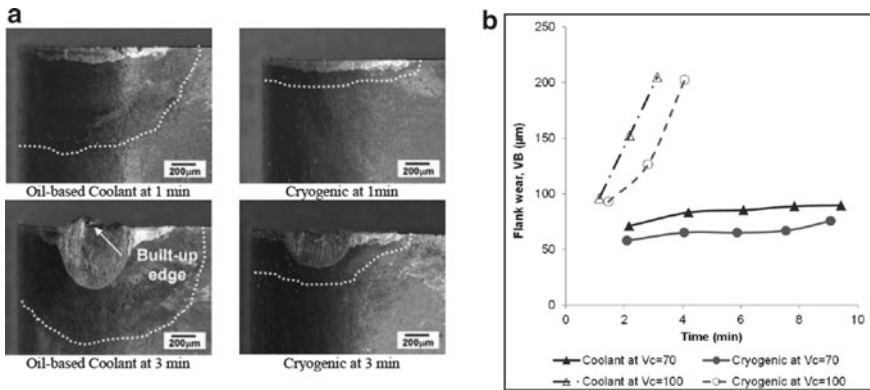 a
200µm
200µm
Oil-based Coolant at 1 min
Cryogenic at 1min
Built-up
edge
200µm
200µm
Oil-based Coolant at 3 min
Cryogenic at 3 min
b
250
200
150
100
50
0
Flank wear, VB (µm)
0 2 4 6 8 10
Time (min)
Coolant at Vc=70
Cryogenic at Vc=70
Coolant at Vc=100
Cryogenic at Vc=100